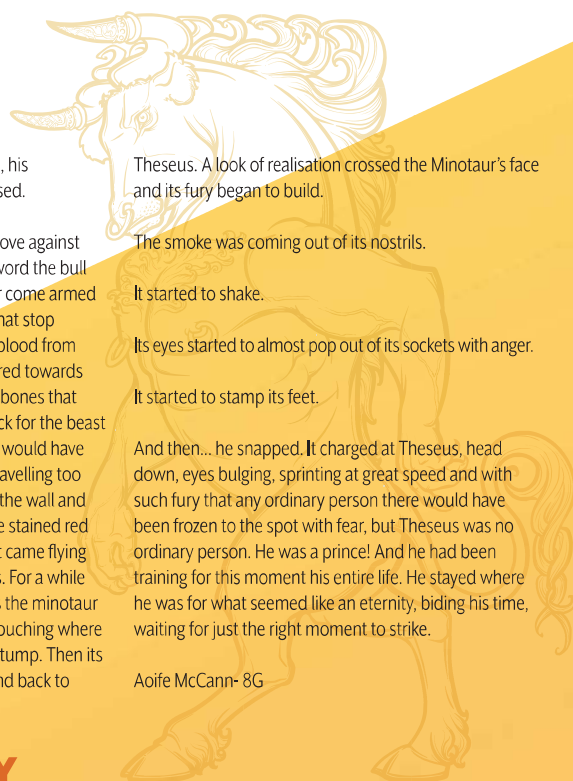 , his
sed.
ove against
word the bull
r come armed
hat stop
blood from
red towards
bones that
ck for the beast
would have
avelling too
the wall and
e stained red
t came flying
s. For a while
s the minotaur
ouching where
tump. Then its
nd back to
Theseus. A look of realisation crossed the Minotaur's face
and its fury began to build.
The smoke was coming out of its nostrils.
It started to shake.
Its eyes started to almost pop out of its sockets with anger.
It started to stamp its feet.
And then... he snapped. It charged at Theseus, head
down, eyes bulging, sprinting at great speed and with
such fury that any ordinary person there would have
been frozen to the spot with fear, but Theseus was no
ordinary person. He was a prince! And he had been
training for this moment his entire life. He stayed where
he was for what seemed like an eternity, biding his time,
waiting for just the right moment to strike.
Aoife McCann- 8G